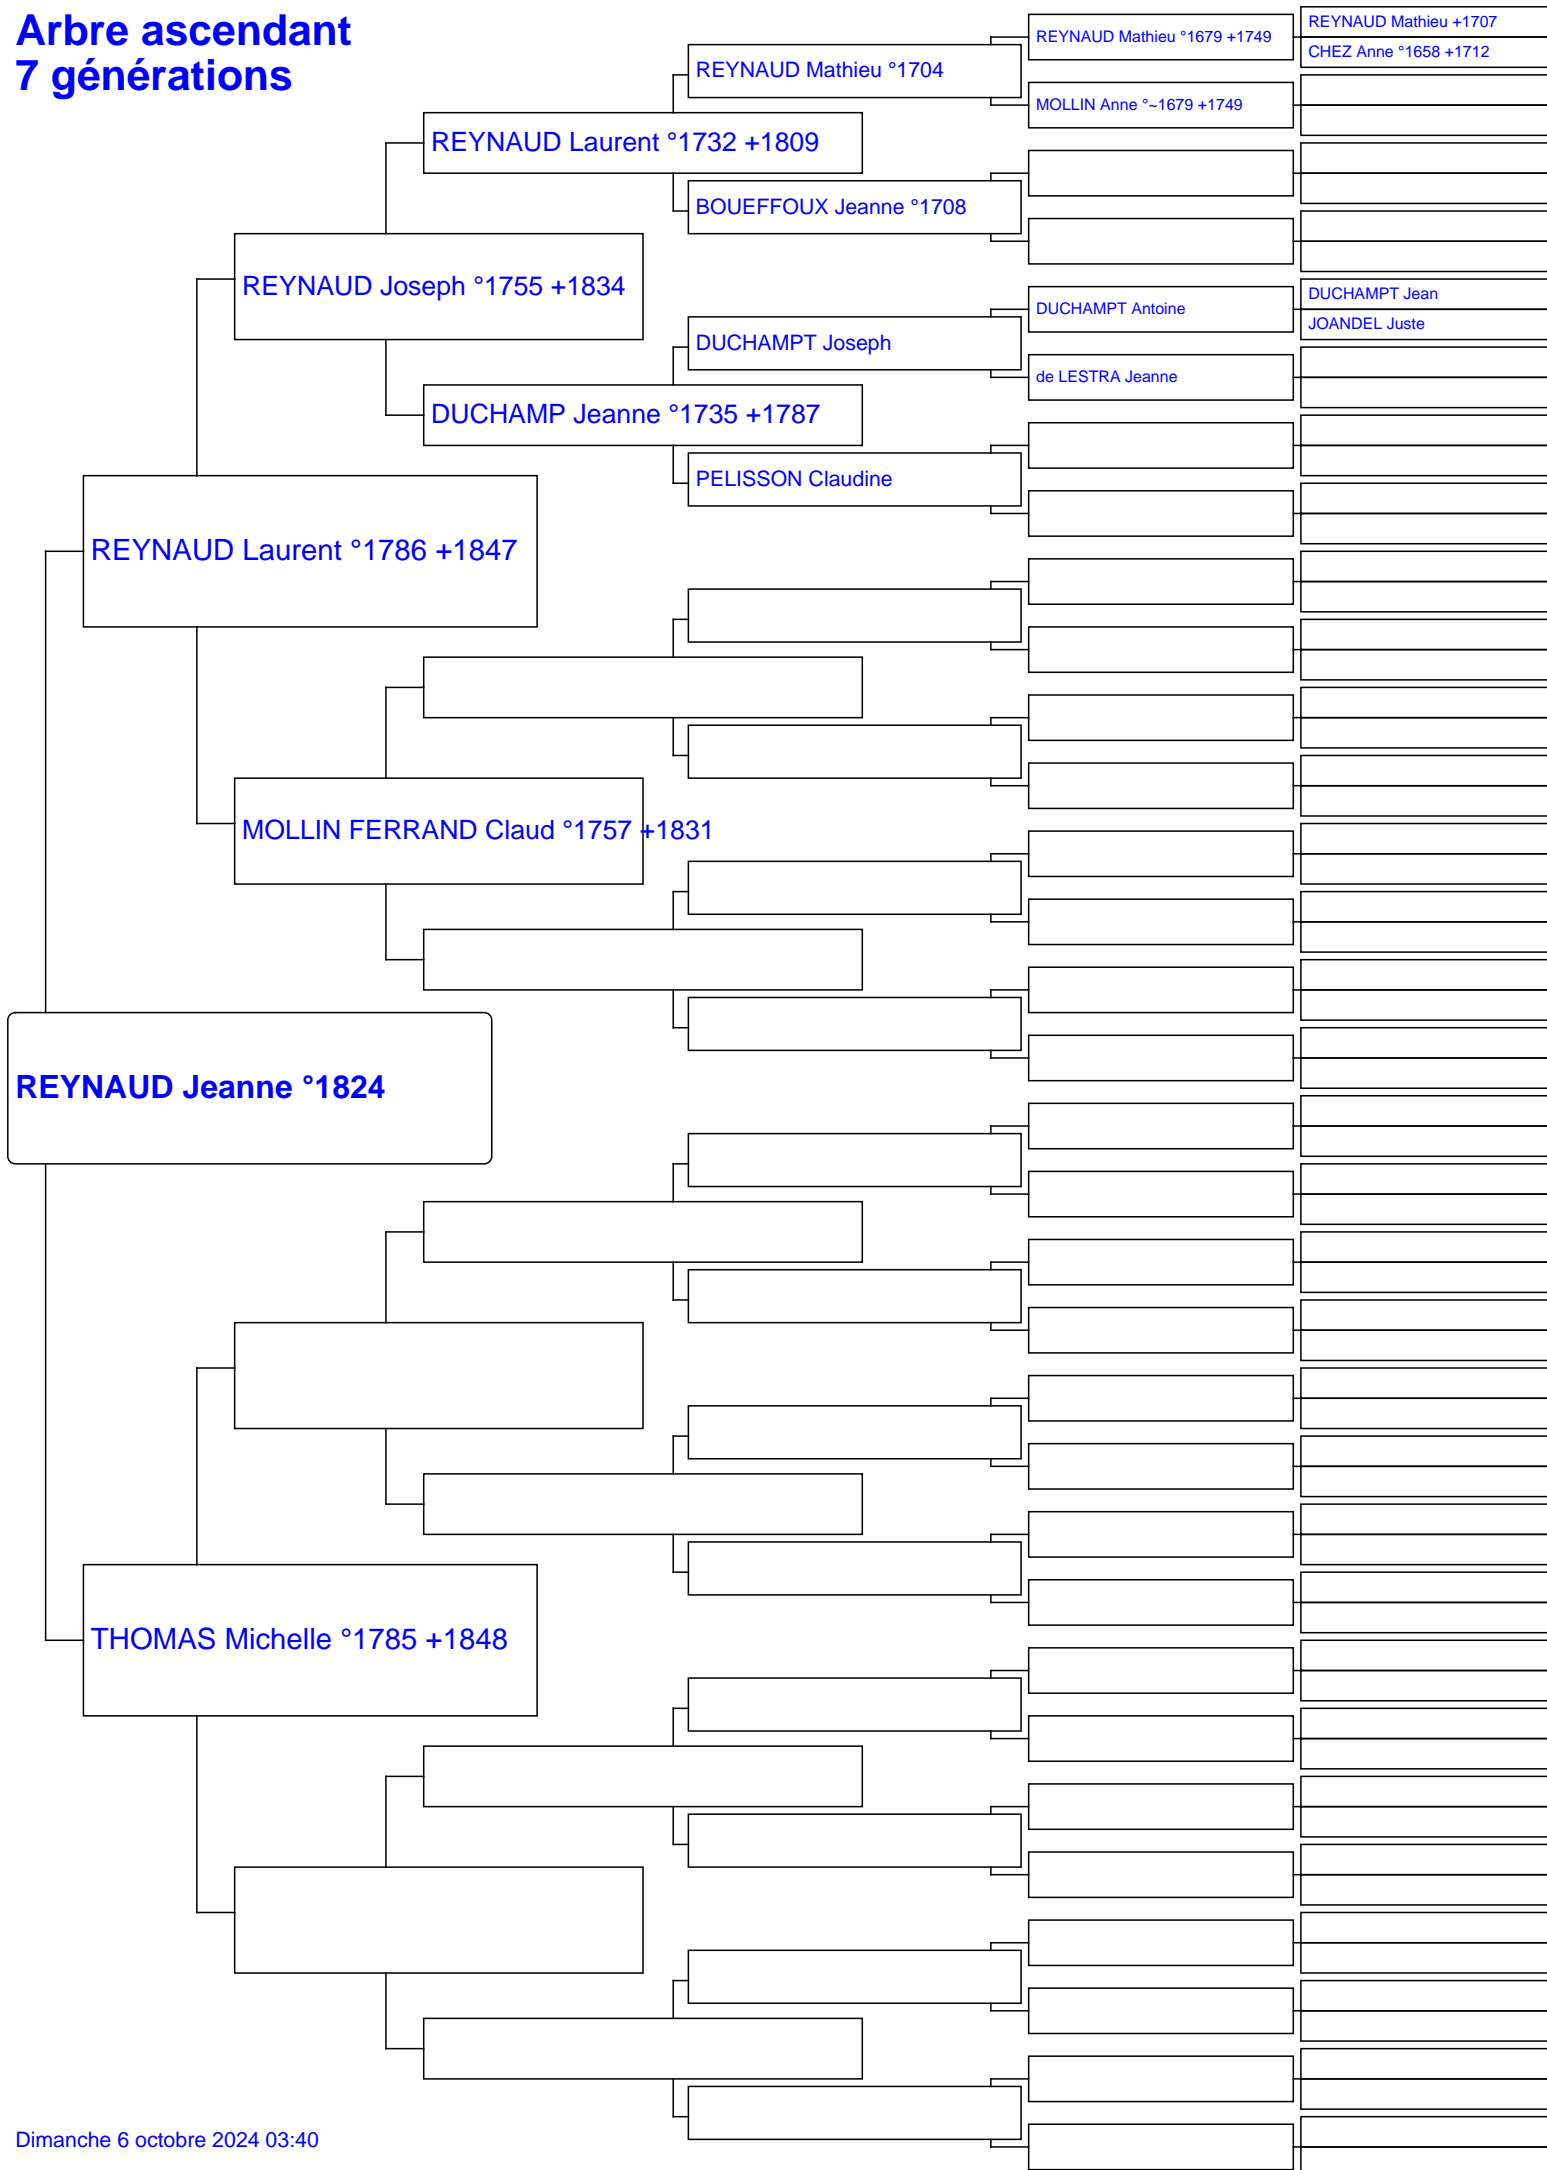 Arbre ascendant
7 générations
REYNAUD Mathieu +1707
REYNAUD Mathieu °1679 +1749
CHEZ Anne °1658 +1712
REYNAUD Mathieu °1704
MOLLIN Anne °~1679 +1749
REYNAUD Laurent °1732 +1809
BOUEFFOUX Jeanne °1708
REYNAUD Joseph °1755 +1834
DUCHAMPT Jean
DUCHAMPT Antoine
JOANDEL Juste
DUCHAMPT Joseph
de LESTRA Jeanne
DUCHAMP Jeanne °1735 +1787
PELISSON Claudine
REYNAUD Laurent °1786 +1847
MOLLIN FERRAND Claud °1757 +1831
REYNAUD Jeanne °1824
THOMAS Michelle °1785 +1848
Dimanche 6 octobre 2024 03:40